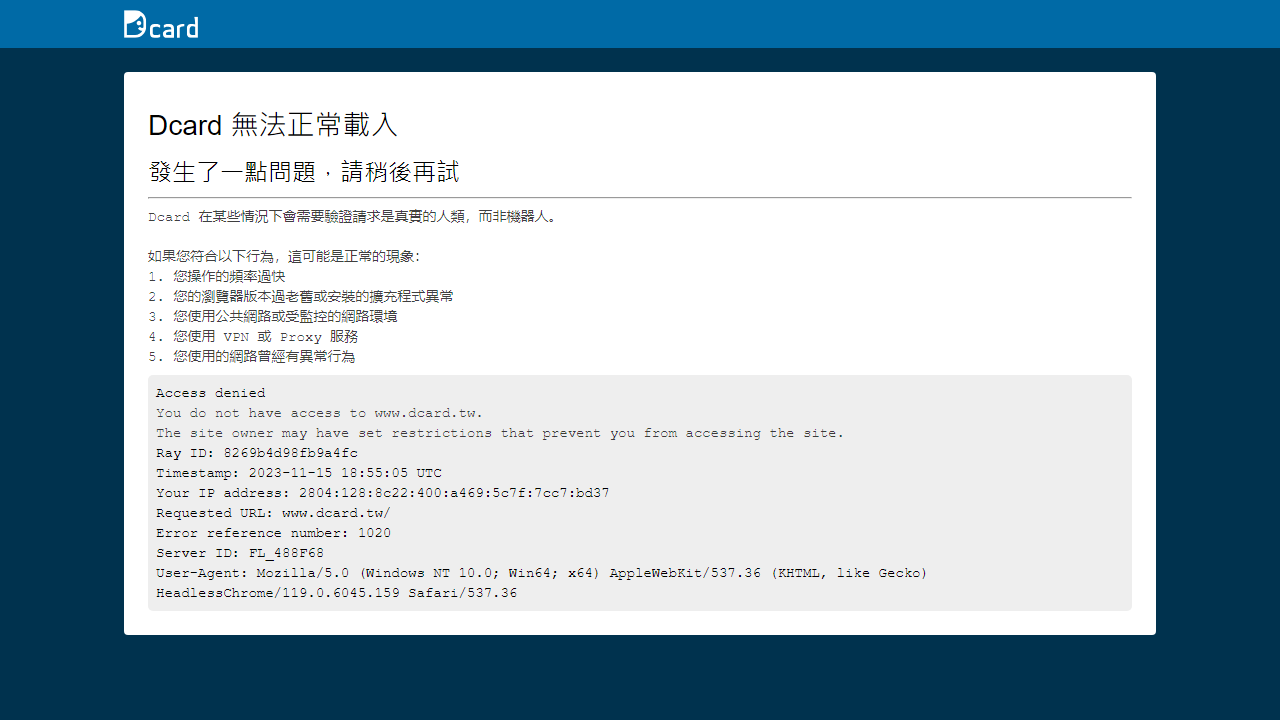 Dcard
Dcard 無法正常載入
發生了一點問題，請稍後再試
Dcard 在某些情況下會需要驗證請求是真實的人類，而非機器人。
如果您符合以下行為，這可能是正常的現象：
1. 您操作的頻率過快
2. 您的瀏覽器版本過老舊或安裝的擴充程式異常
3. 您使用公共網路或受監控的網路環境
4. 您使用 VPN 或 Proxy 服務
5. 您使用的網路曾經有異常行為
Access denied
You do not have access to www.dcard.tw.
The site owner may have set restrictions that prevent you from accessing the site.
Ray ID: 8269b4d98fb9a4fc
Timestamp: 2023-11-15 18:55:05 UTC
Your IP address: 2804:128:8c22:400:a469:5c7f:7cc7:bd37
Requested URL: www.dcard.tw/
Error reference number: 1020
Server ID: FL_488F68
User-Agent: Mozilla/5.0 (Windows NT 10.0; Win64; x64) AppleWebKit/537.36 (KHTML, like Gecko)
HeadlessChrome/119.0.6045.159 Safari/537.36